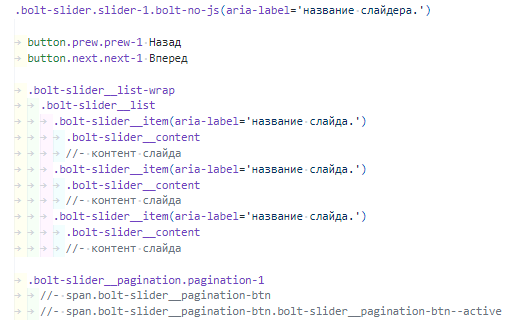 .bolt-slider.slider-1.bolt-no-js(aria-label='название слайдера.')
button.prew.prew-1 Назад
button.next.next-1 Вперед
.bolt-slider__list-wrap
.bolt-slider__list
.bolt-slider__item(aria-label='название слайда.')
.bolt-slider__content
//- контент слайда
.bolt-slider__item(aria-label='название слайда.')
.bolt-slider__content
//- контент слайда
.bolt-slider__item(aria-label='название слайда.')
.bolt-slider__content
//- контент слайда
.bolt-slider__pagination.pagination-1
//- span.bolt-slider__pagination-btn
//- span.bolt-slider__pagination-btn.bolt-slider__pagination-btn--active